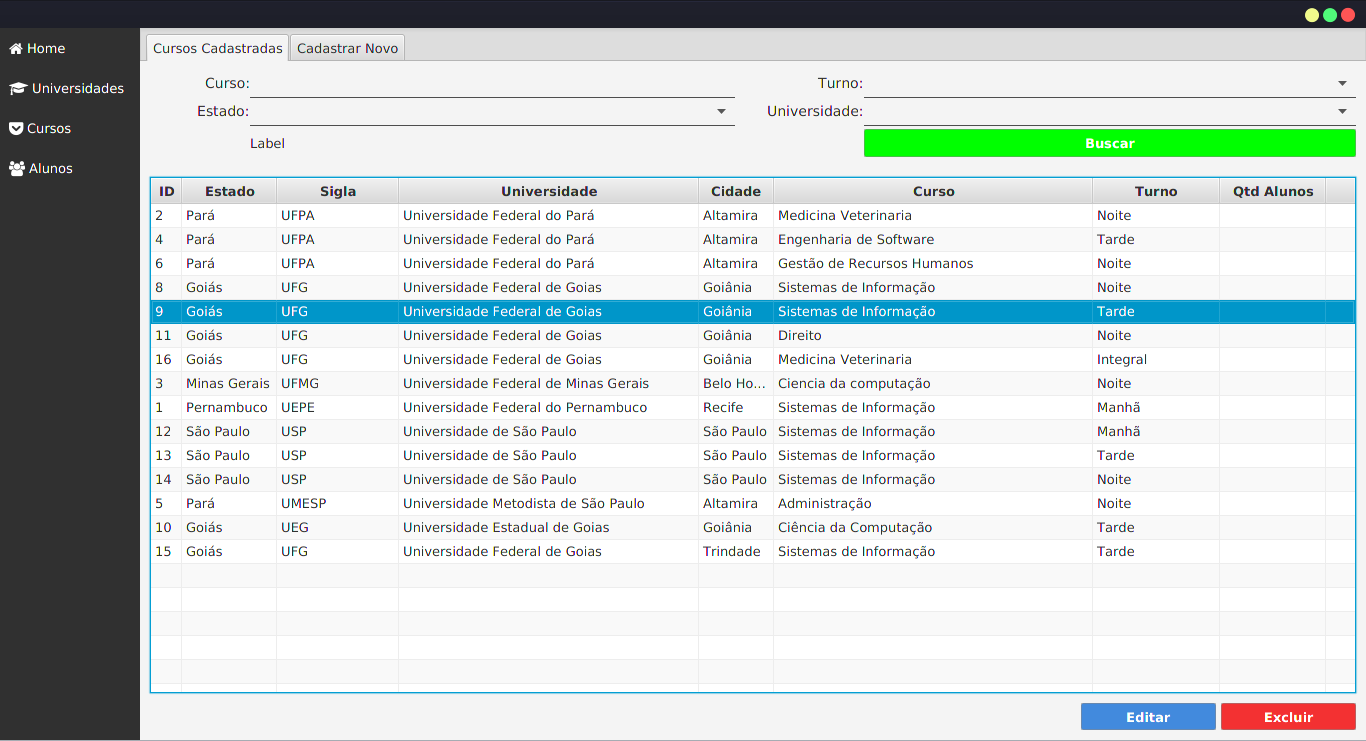 Home
Universidades
Cursos
Alunos
Cursos Cadastradas Cadastrar Novo
Curso: Turno:
Estado: Universidade:
Label Buscar
ID Estado Sigla Universidade Cidade Curso Turno Qtd Alunos
2 Pará UFPA Universidade Federal do Pará Altamira Medicina Veterinaria Noite
4 Pará UFPA Universidade Federal do Pará Altamira Engenharia de Software Tarde
6 Pará UFPA Universidade Federal do Pará Altamira Gestão de Recursos Humanos Noite
8 Goiás UFG Universidade Federal de Goias Goiânia Sistemas de Informação Noite
9 Goiás UFG Universidade Federal de Goias Goiânia Sistemas de Informação Tarde
11 Goiás UFG Universidade Federal de Goias Goiânia Direito Noite
16 Goiás UFG Universidade Federal de Goias Goiânia Medicina Veterinaria Integral
3 Minas Gerais UFMG Universidade Federal de Minas Gerais Belo Ho... Ciencia da computação Noite
1 Pernambuco UEPE Universidade Federal do Pernambuco Recife Sistemas de Informação Manhã
12 São Paulo USP Universidade de São Paulo São Paulo Sistemas de Informação Manhã
13 São Paulo USP Universidade de São Paulo São Paulo Sistemas de Informação Tarde
14 São Paulo USP Universidade de São Paulo São Paulo Sistemas de Informação Noite
5 Pará UMESP Universidade Metodista de São Paulo Altamira Administração Noite
10 Goiás UEG Universidade Estadual de Goias Goiânia Ciência da Computação Tarde
15 Goiás UFG Universidade Federal de Goias Trindade Sistemas de Informação Tarde
Editar Excluir